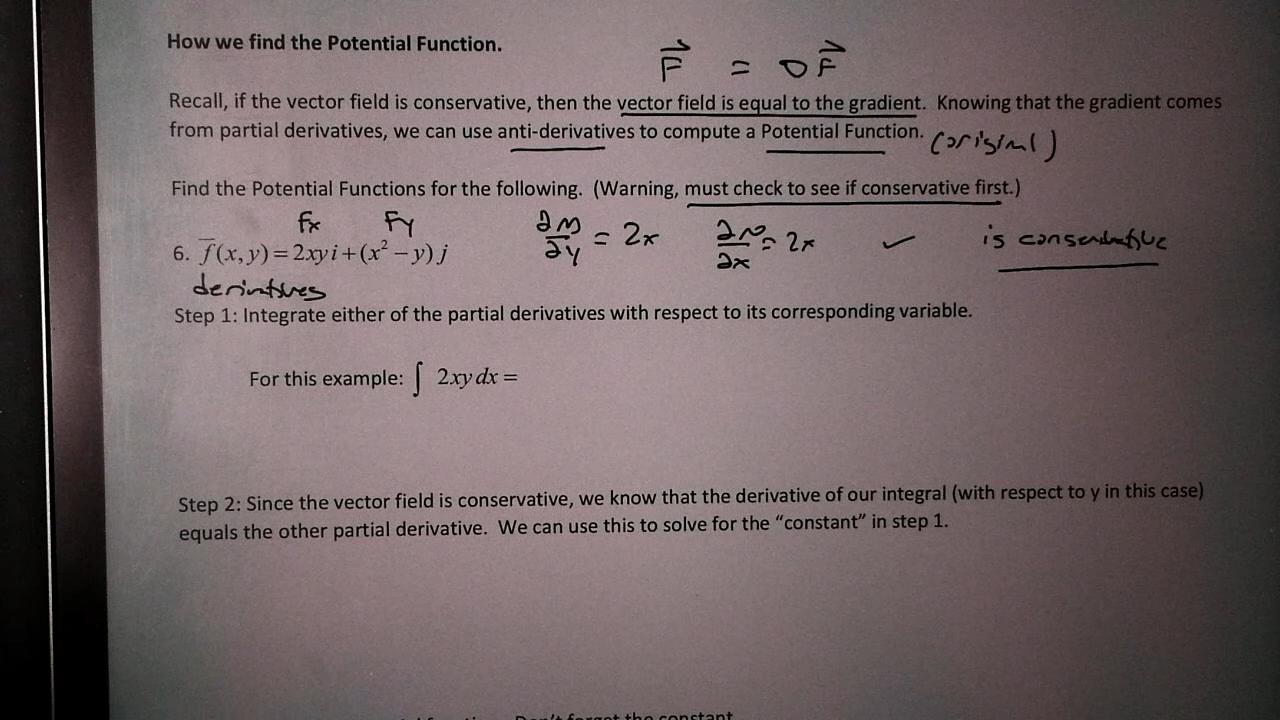 How we find the Potential Function.
F⃗ = ∇F⃗
Recall, if the vector field is conservative, then the vector field is equal to the gradient. Knowing that the gradient comes
from partial derivatives, we can use anti-derivatives to compute a Potential Function. (original)
Find the Potential Functions for the following. (Warning, must check to see if conservative first.)
fx Fy ∂M/∂y = 2x ∂N/∂x = 2x ✓ is conservative
6. f̅(x,y)=2xyi+(x²−y)j
derivatives
Step 1: Integrate either of the partial derivatives with respect to its corresponding variable.
For this example: ∫ 2xy dx =
Step 2: Since the vector field is conservative, we know that the derivative of our integral (with respect to y in this case)
equals the other partial derivative. We can use this to solve for the “constant” in step 1.
Don't forget the constant